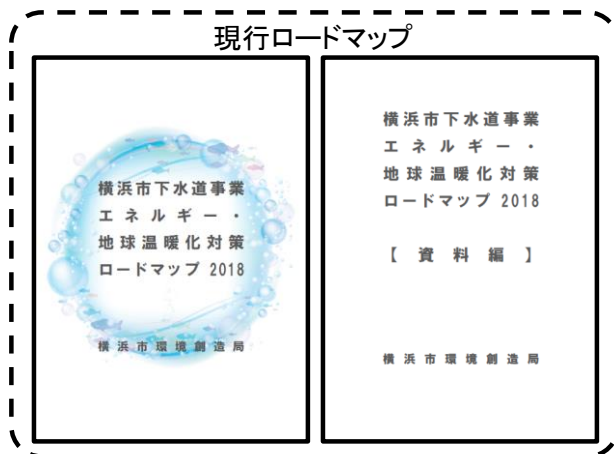 現行ロードマップ
横浜市下水道事業
エネルギー・
地球温暖化対策
ロードマップ 2018
横浜市環境創造局
横浜市下水道事業
エネルギー・
地球温暖化対策
ロードマップ 2018
【資料編】
横浜市環境創造局